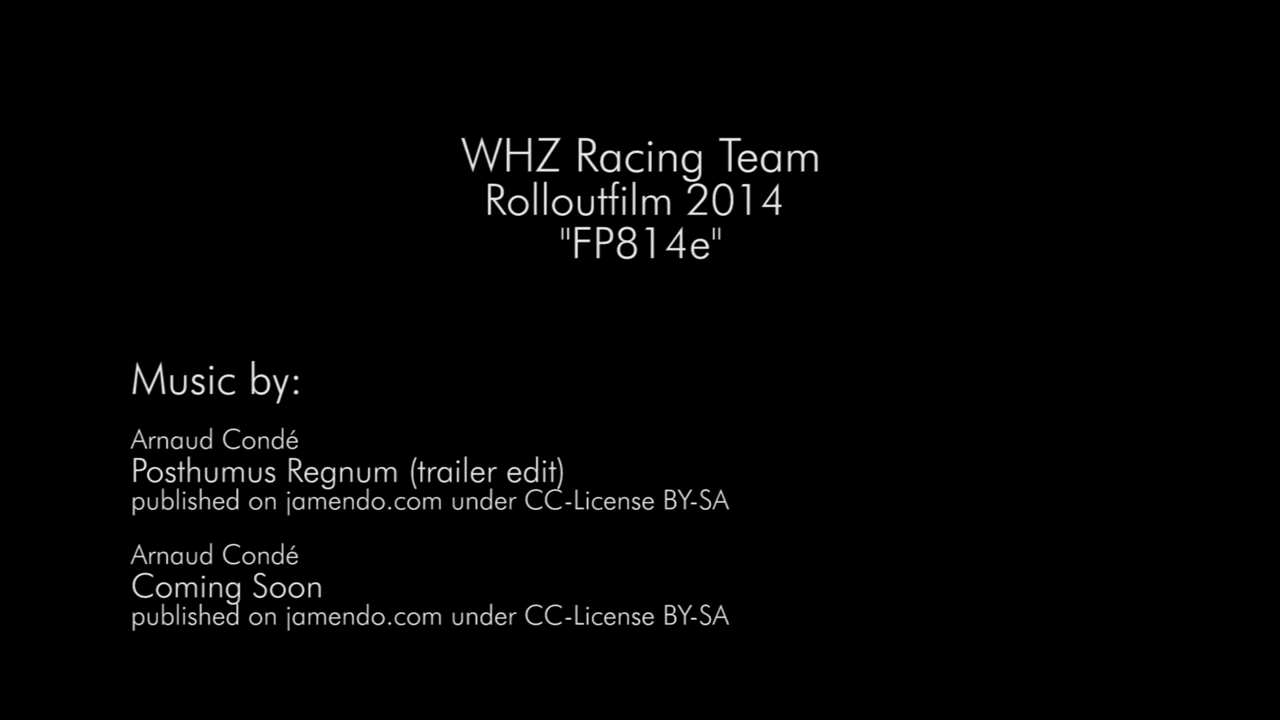 WHZ Racing Team
Rolloutfilm 2014
"FP814e"
Music by:
Arnaud Condé
Posthumus Regnum (trailer edit)
published on jamendo.com under CC-License BY-SA
Arnaud Condé
Coming Soon
published on jamendo.com under CC-License BY-SA